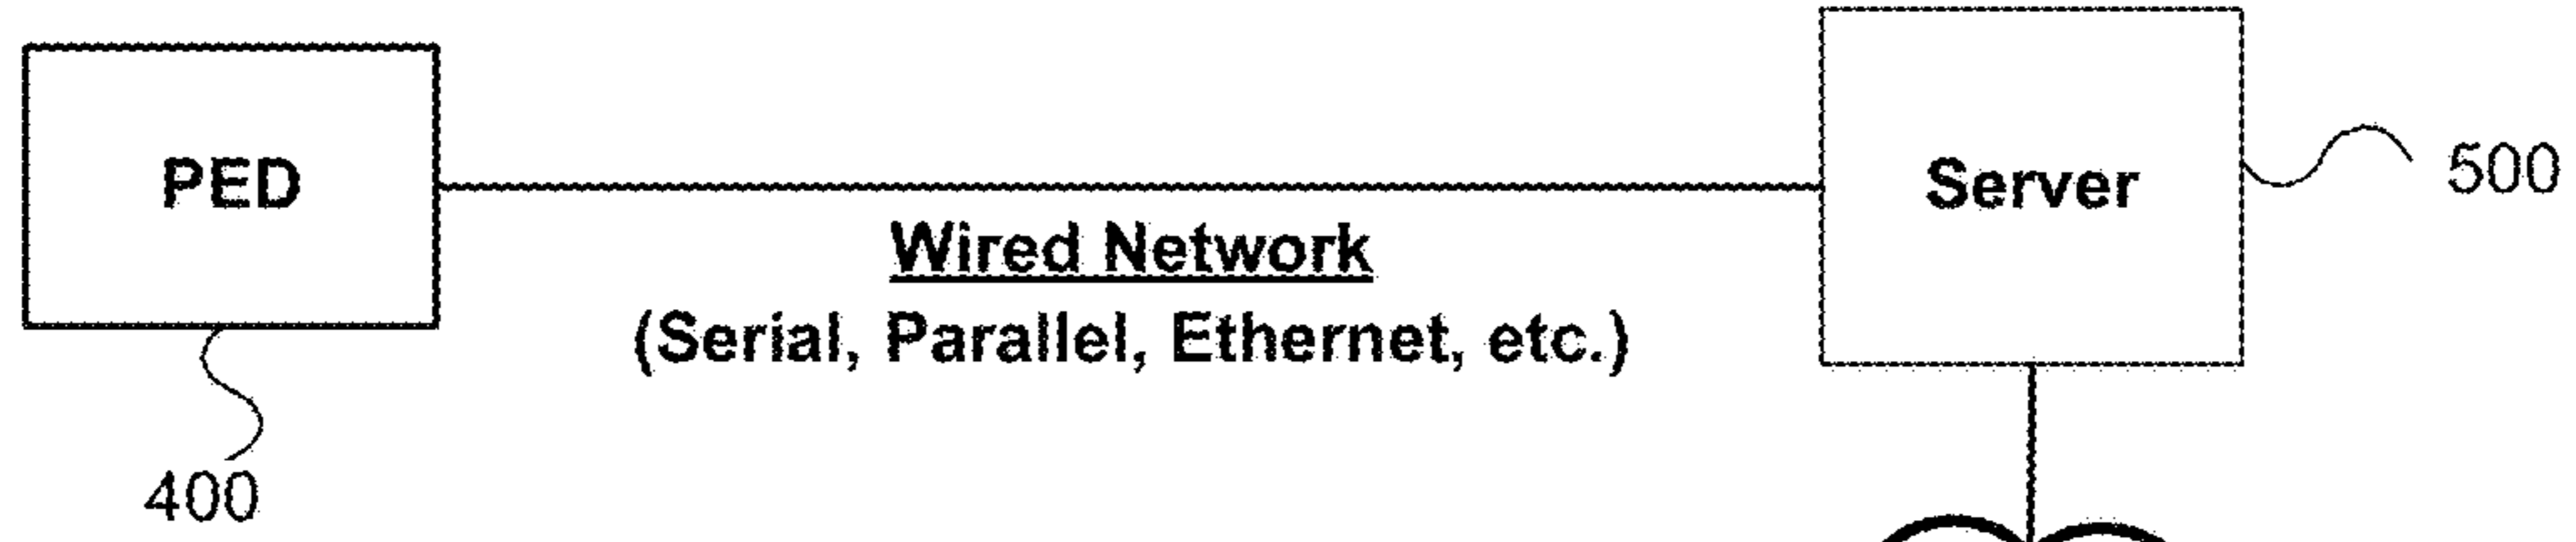 PED
Server
500
Wired Network
(Serial, Parallel, Ethernet, etc.)
400